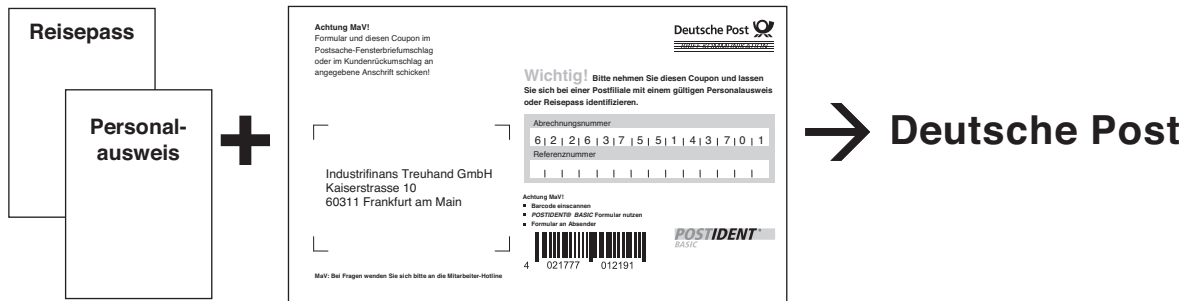 Reisepass
Personal-
ausweis
Achtung MaV!
Formular und diesen Coupon im
Postsache-Fensterbriefumschlag
oder im Kundenrückumschlag an
angegebene Anschrift schicken!
Industrifinans Treuhand GmbH
Kaiserstrasse 10
60311 Frankfurt am Main
MaV: Bei Fragen wenden Sie sich bitte an die Mitarbeiter-Hotline
Deutsche Post
BRIEF KOMMUNIKATION
Wichtig! Bitte nehmen Sie diesen Coupon und lassen
Sie sich bei einer Postfiliale mit einem gültigen Personalausweis
oder Reisepass identifizieren.
Abrechnungsnummer
6 2 2 6 3 7 5 5 1 4 3 7 0 1
Referenznummer
Achtung MaV!
Barcode einscannen
POSTIDENT® BASIC Formular nutzen
Formular an Absender
4 021777 012191
POSTIDENT
BASIC
Deutsche Post